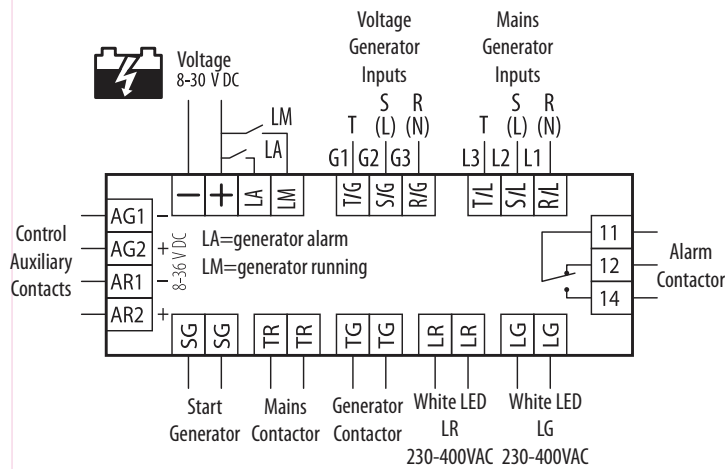 Voltage
Generator
Inputs
Mains
Generator
Inputs
Voltage
8-30 V DC
LM
LA
T
S
(L)
R
(N)
T
S
(L)
R
(N)
G1 G2 G3
L3 L2 L1
− + LA LM T/G S/G R/G T/L S/L R/L
Control
Auxiliary
Contacts
AG1 −
AG2 +
AR1 −
AR2 +
8-36 V DC
LA=generator alarm
LM=generator running
11
12
14
Alarm
Contactor
SG SG TR TR TG TG LR LR LG LG
Start
Generator
Mains
Contactor
Generator
Contactor
White LED
LR
230-400VAC
White LED
LG
230-400VAC